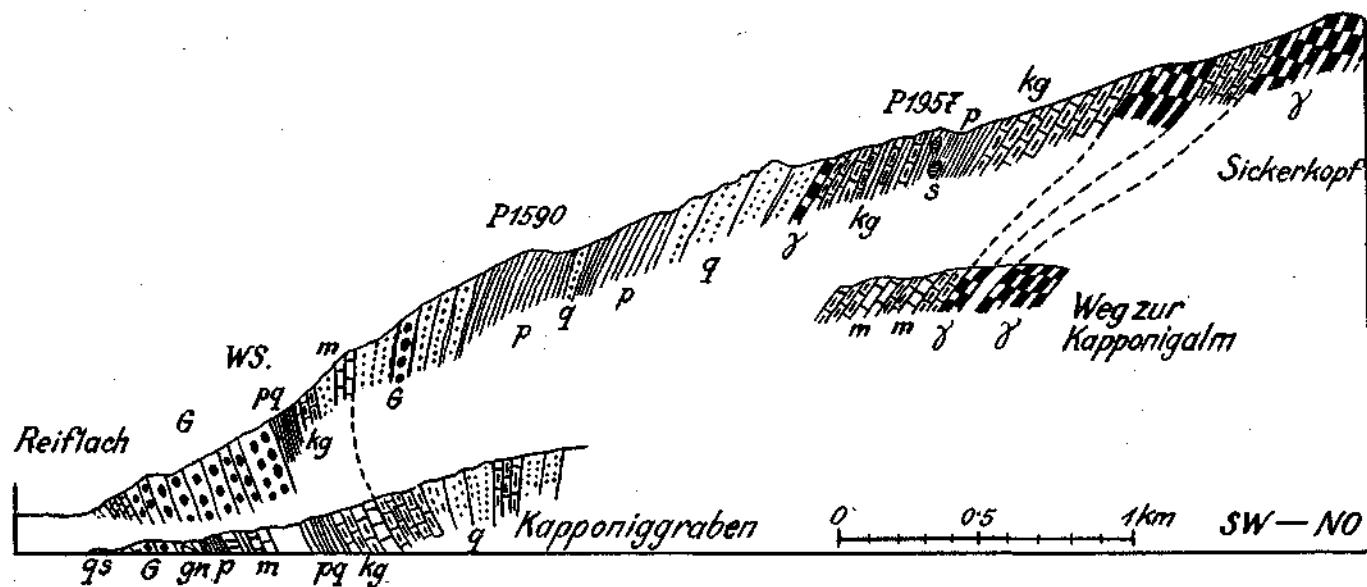 kg
P1957
p
γ
Sickerkopf
P1590
s
kg
γ
q
p
q
p
m
m
γ
γ
Weg zur
Kapponigalm
WS.
m
pq
G
G
kg
Reiflach
Kapponiggraben
q
0 0·5 1km
SW — NO
qs G gn p m pq kg